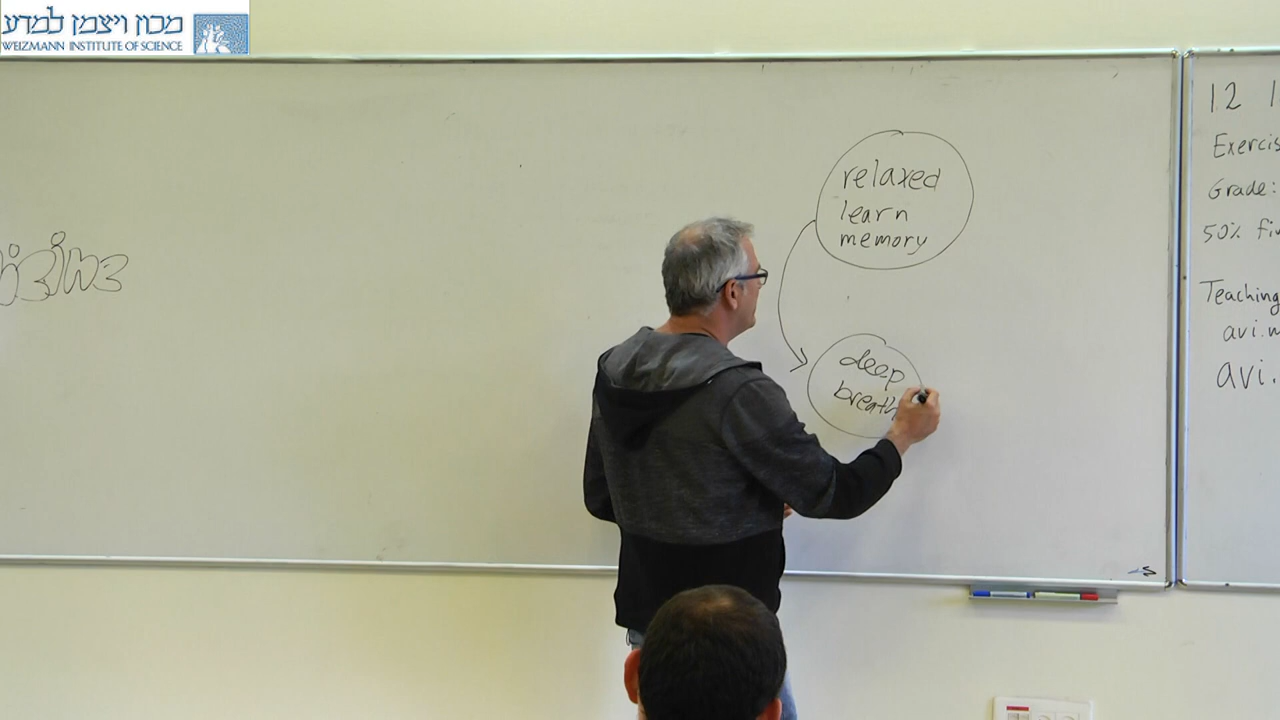 מכון ויצמן למדע
WEIZMANN INSTITUTE OF SCIENCE
relaxed
learn
memory
deep
breath
12
Exercis
Grade:
50%
Teaching
avi.
avi.